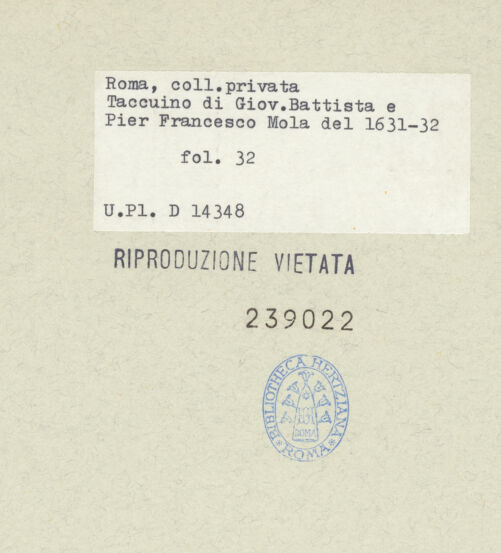 Roma, coll.privata
Taccuino di Giov.Battista e
Pier Francesco Mola del 1631-32
fol. 32
U.Pl. D 14348
RIPRODUZIONE VIETATA
239022
BIBLIOTHECA HERTZIANA
ROMA
* ROMA *